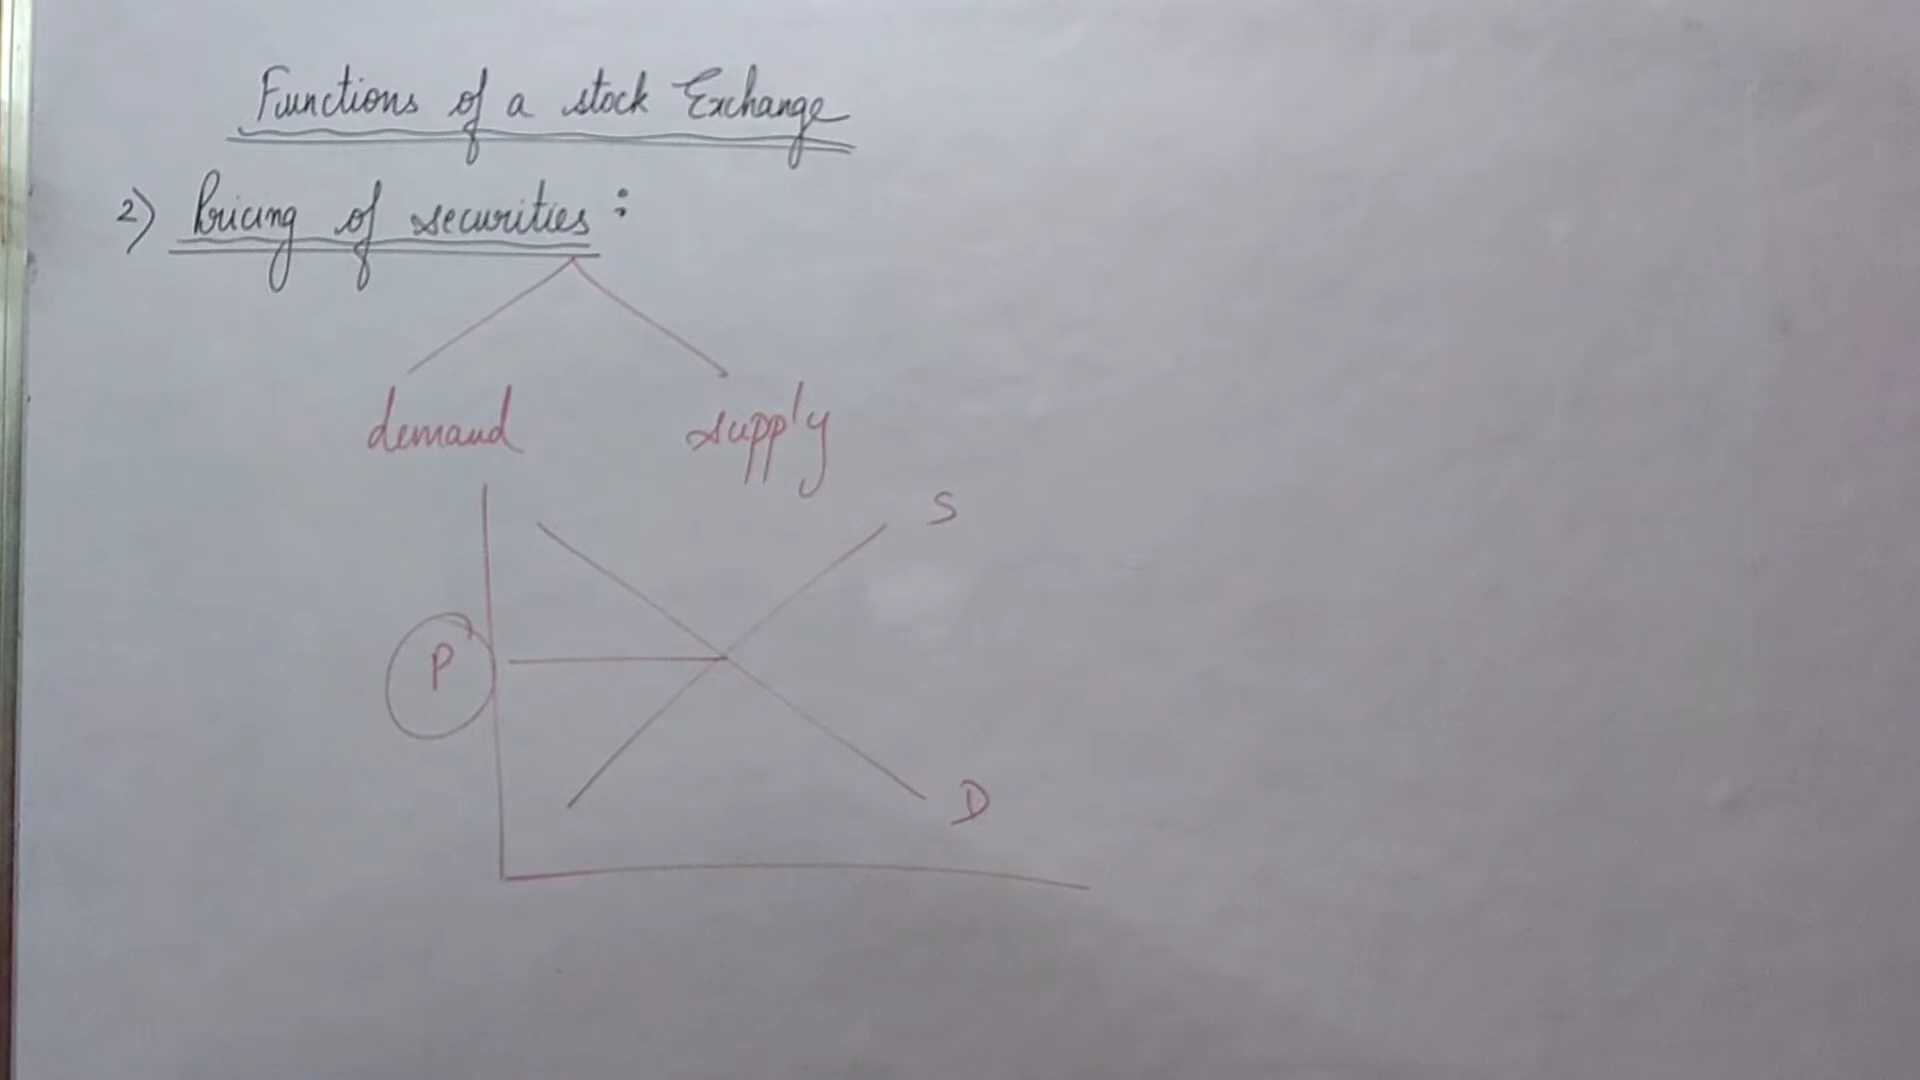 Functions of a stock Exchange
2) Pricing of securities :
demand supply
S
P
D